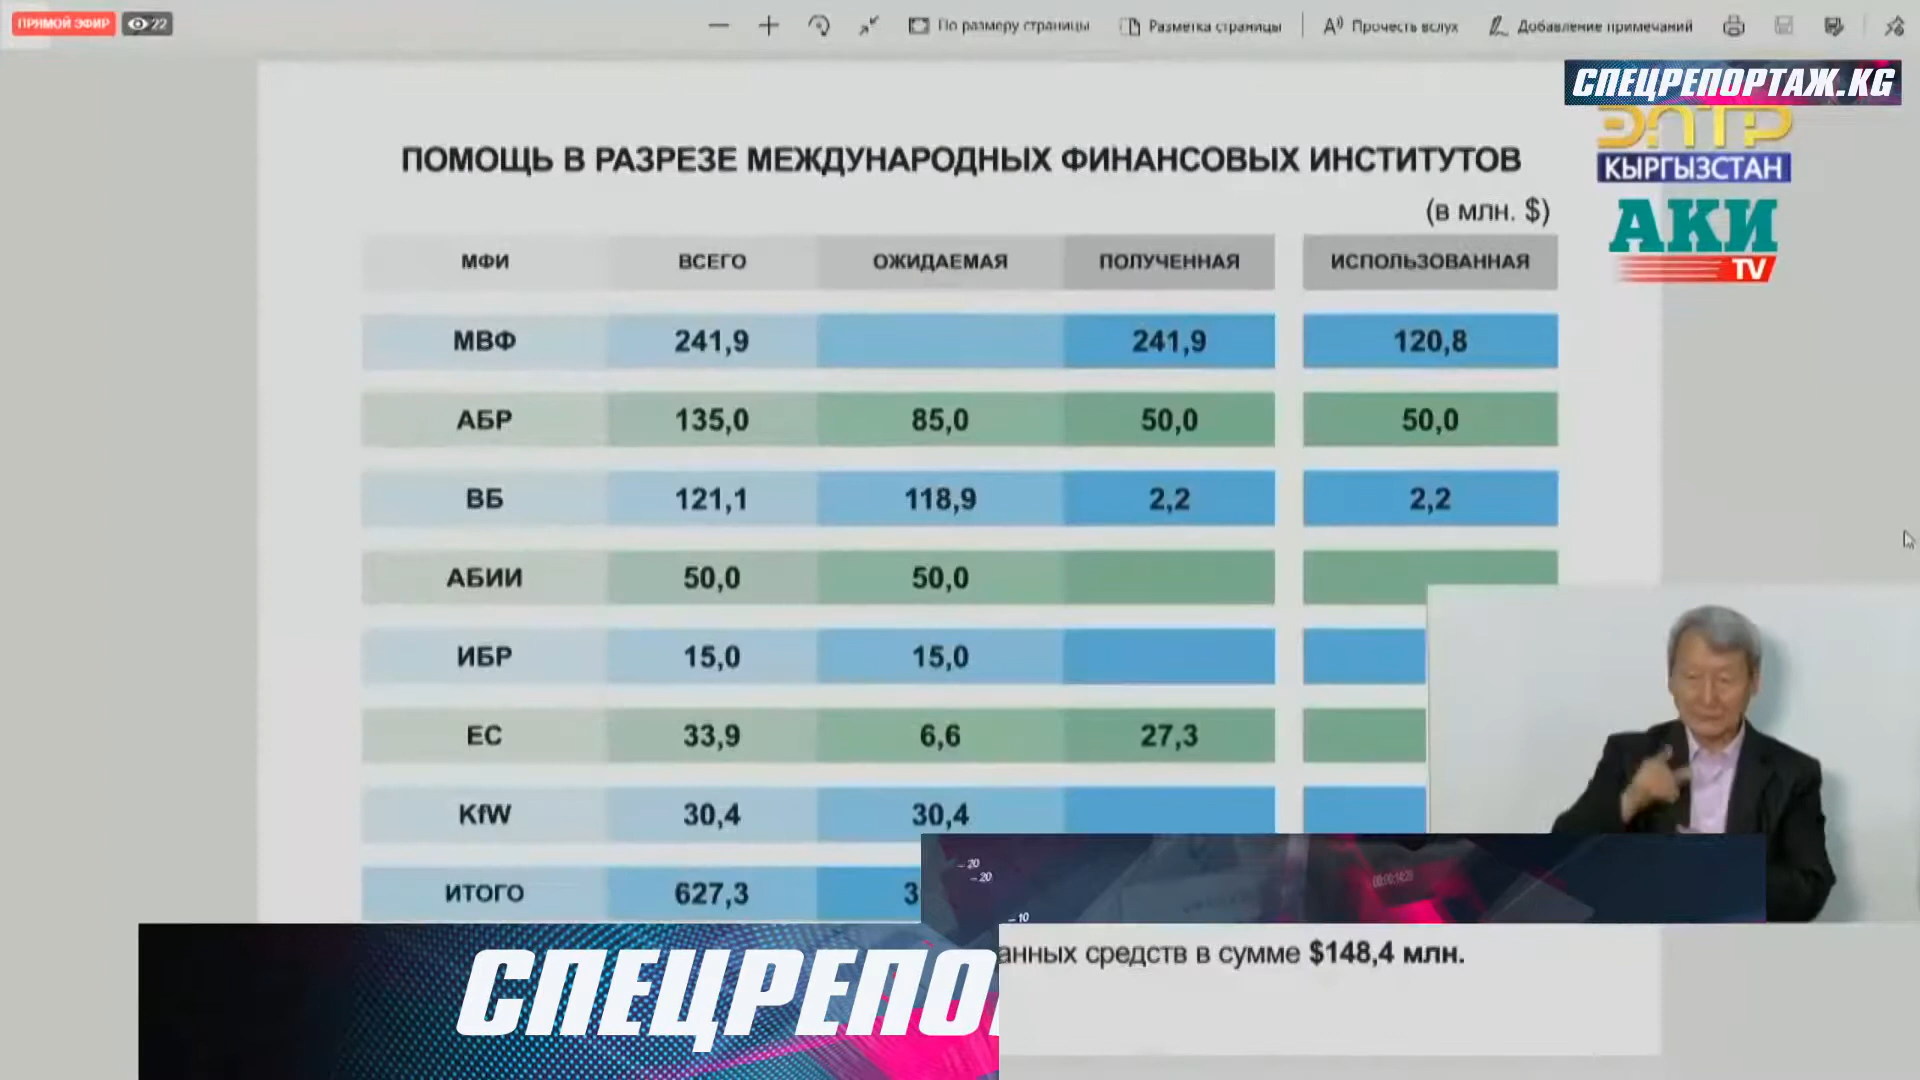 ПРЯМОЙ ЭФИР 22
По размеру страницы Разметка страницы Прочесть вслух Добавление примечаний
СПЕЦРЕПОРТАЖ.KG
ЭЛТР
КЫРГЫЗСТАН
АКИ
TV
ПОМОЩЬ В РАЗРЕЗЕ МЕЖДУНАРОДНЫХ ФИНАНСОВЫХ ИНСТИТУТОВ
(в млн. $)
МФИ ВСЕГО ОЖИДАЕМАЯ ПОЛУЧЕННАЯ ИСПОЛЬЗОВАННАЯ
МВФ 241,9 241,9 120,8
АБР 135,0 85,0 50,0 50,0
ВБ 121,1 118,9 2,2 2,2
АБИИ 50,0 50,0
ИБР 15,0 15,0
ЕС 33,9 6,6 27,3
KfW 30,4 30,4
ИТОГО 627,3 3
20
20
10
анных средств в сумме $148,4 млн.
СПЕЦРЕПО